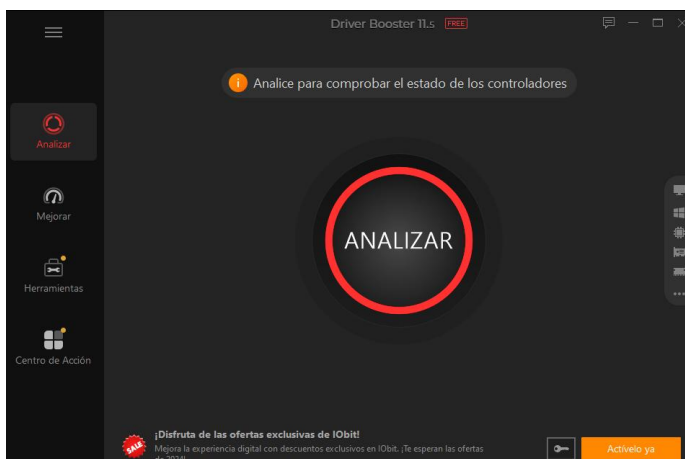 Driver Booster 11.5 FREE
Analice para comprobar el estado de los controladores
Analizar
Mejorar
Herramientas
Centro de Acción
ANALIZAR
SALE
¡Disfruta de las ofertas exclusivas de IObit!
Mejora la experiencia digital con descuentos exclusivos en IObit. ¡Te esperan las ofertas
de 2024!
Actívelo ya